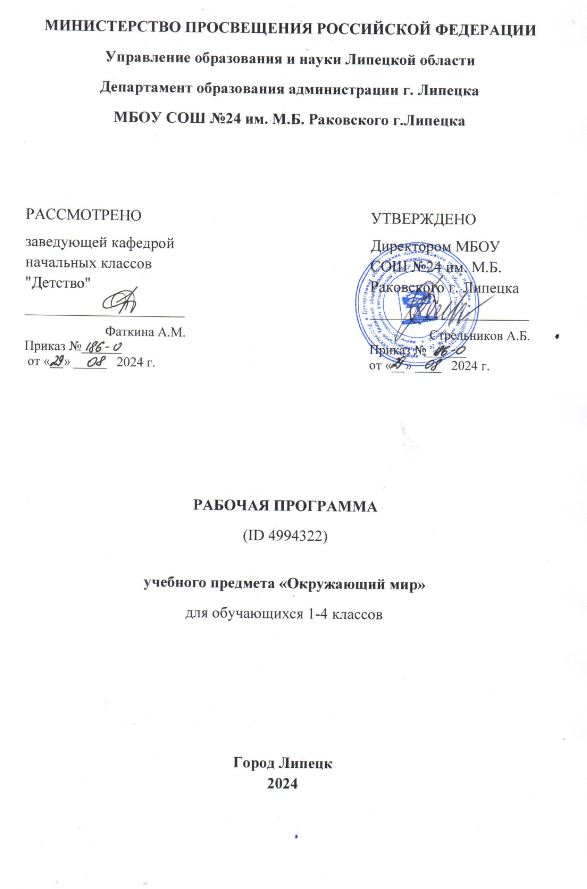 МИНИСТЕРСТВО ПРОСВЕЩЕНИЯ РОССИЙСКОЙ ФЕДЕРАЦИИ
Управление образования и науки Липецкой области
Департамент образования администрации г. Липецка
МБОУ СОШ №24 им. М.Б. Раковского г.Липецка
РАССМОТРЕНО
заведующей кафедрой
начальных классов
"Детство"
Фаткина А.М.
Приказ № 186-о
от «29» 08 2024 г.
УТВЕРЖДЕНО
Директором МБОУ
СОШ №24 им. М.Б.
Раковского г. Липецка
Стрельников А.Б.
Приказ №
от «29» 08 2024 г.
РАБОЧАЯ ПРОГРАММА
(ID 4994322)
учебного предмета «Окружающий мир»
для обучающихся 1-4 классов
Город Липецк
2024